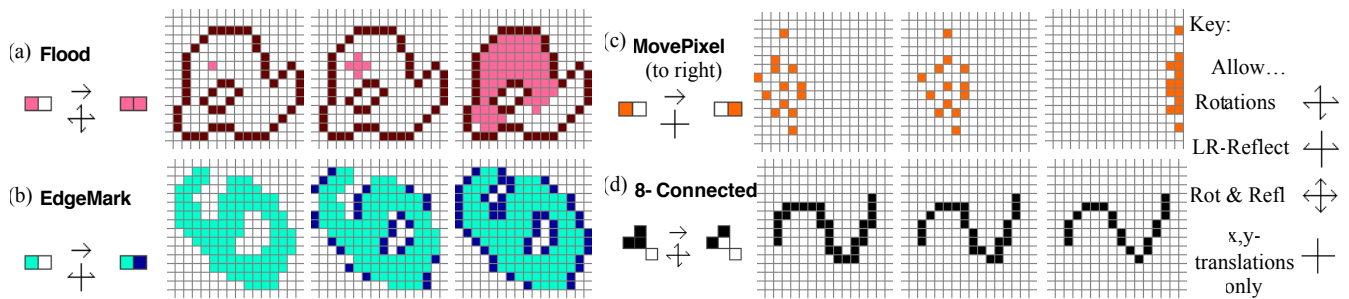 (a) Flood
(b) EdgeMark
(c) MovePixel
(to right)
(d) 8- Connected
Key:
Allow…
Rotations
LR-Reflect
Rot & Refl
x,y-
translations
only